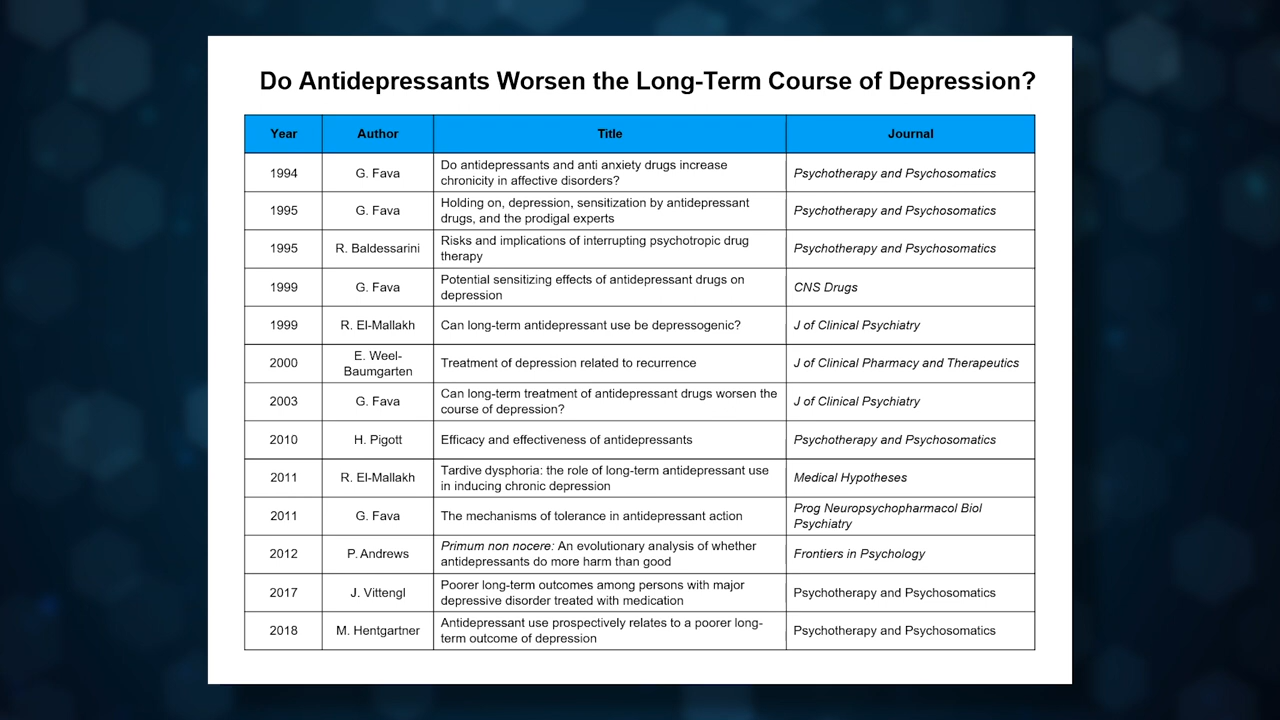 Do Antidepressants Worsen the Long-Term Course of Depression?
Year Author Title Journal
1994 G. Fava Do antidepressants and anti anxiety drugs increase
chronicity in affective disorders? Psychotherapy and Psychosomatics
1995 G. Fava Holding on, depression, sensitization by antidepressant
drugs, and the prodigal experts Psychotherapy and Psychosomatics
1995 R. Baldessarini Risks and implications of interrupting psychotropic drug
therapy Psychotherapy and Psychosomatics
1999 G. Fava Potential sensitizing effects of antidepressant drugs on
depression CNS Drugs
1999 R. El-Mallakh Can long-term antidepressant use be depressogenic? J of Clinical Psychiatry
2000 E. Weel-
Baumgarten Treatment of depression related to recurrence J of Clinical Pharmacy and Therapeutics
2003 G. Fava Can long-term treatment of antidepressant drugs worsen the
course of depression? J of Clinical Psychiatry
2010 H. Pigott Efficacy and effectiveness of antidepressants Psychotherapy and Psychosomatics
2011 R. El-Mallakh Tardive dysphoria: the role of long-term antidepressant use
in inducing chronic depression Medical Hypotheses
2011 G. Fava The mechanisms of tolerance in antidepressant action Prog Neuropsychopharmacol Biol
Psychiatry
2012 P. Andrews Primum non nocere: An evolutionary analysis of whether
antidepressants do more harm than good Frontiers in Psychology
2017 J. Vittengl Poorer long-term outcomes among persons with major
depressive disorder treated with medication Psychotherapy and Psychosomatics
2018 M. Hentgartner Antidepressant use prospectively relates to a poorer long-
term outcome of depression Psychotherapy and Psychosomatics